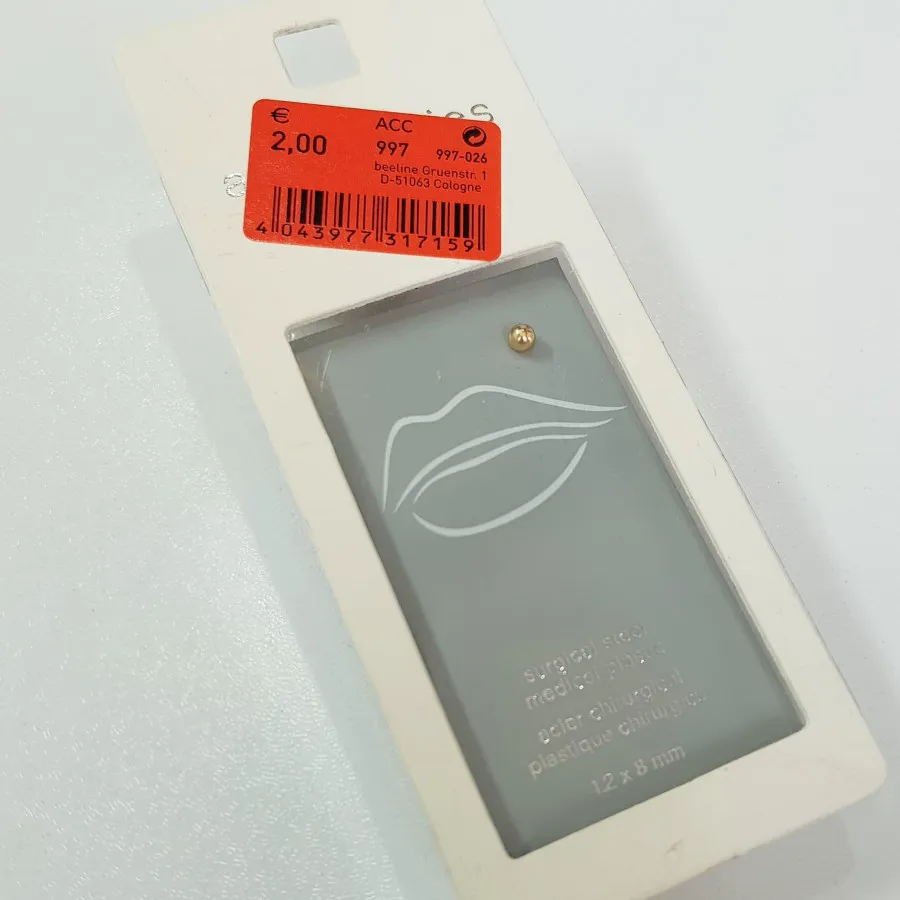 € ACC
2,00 997 997-026
beeline Gruenstr. 1
D-51063 Cologne
4 043977 317159
surgical steel
medical plastic
acier chirurgical
plastique chirurgical
1.2 x 8 mm